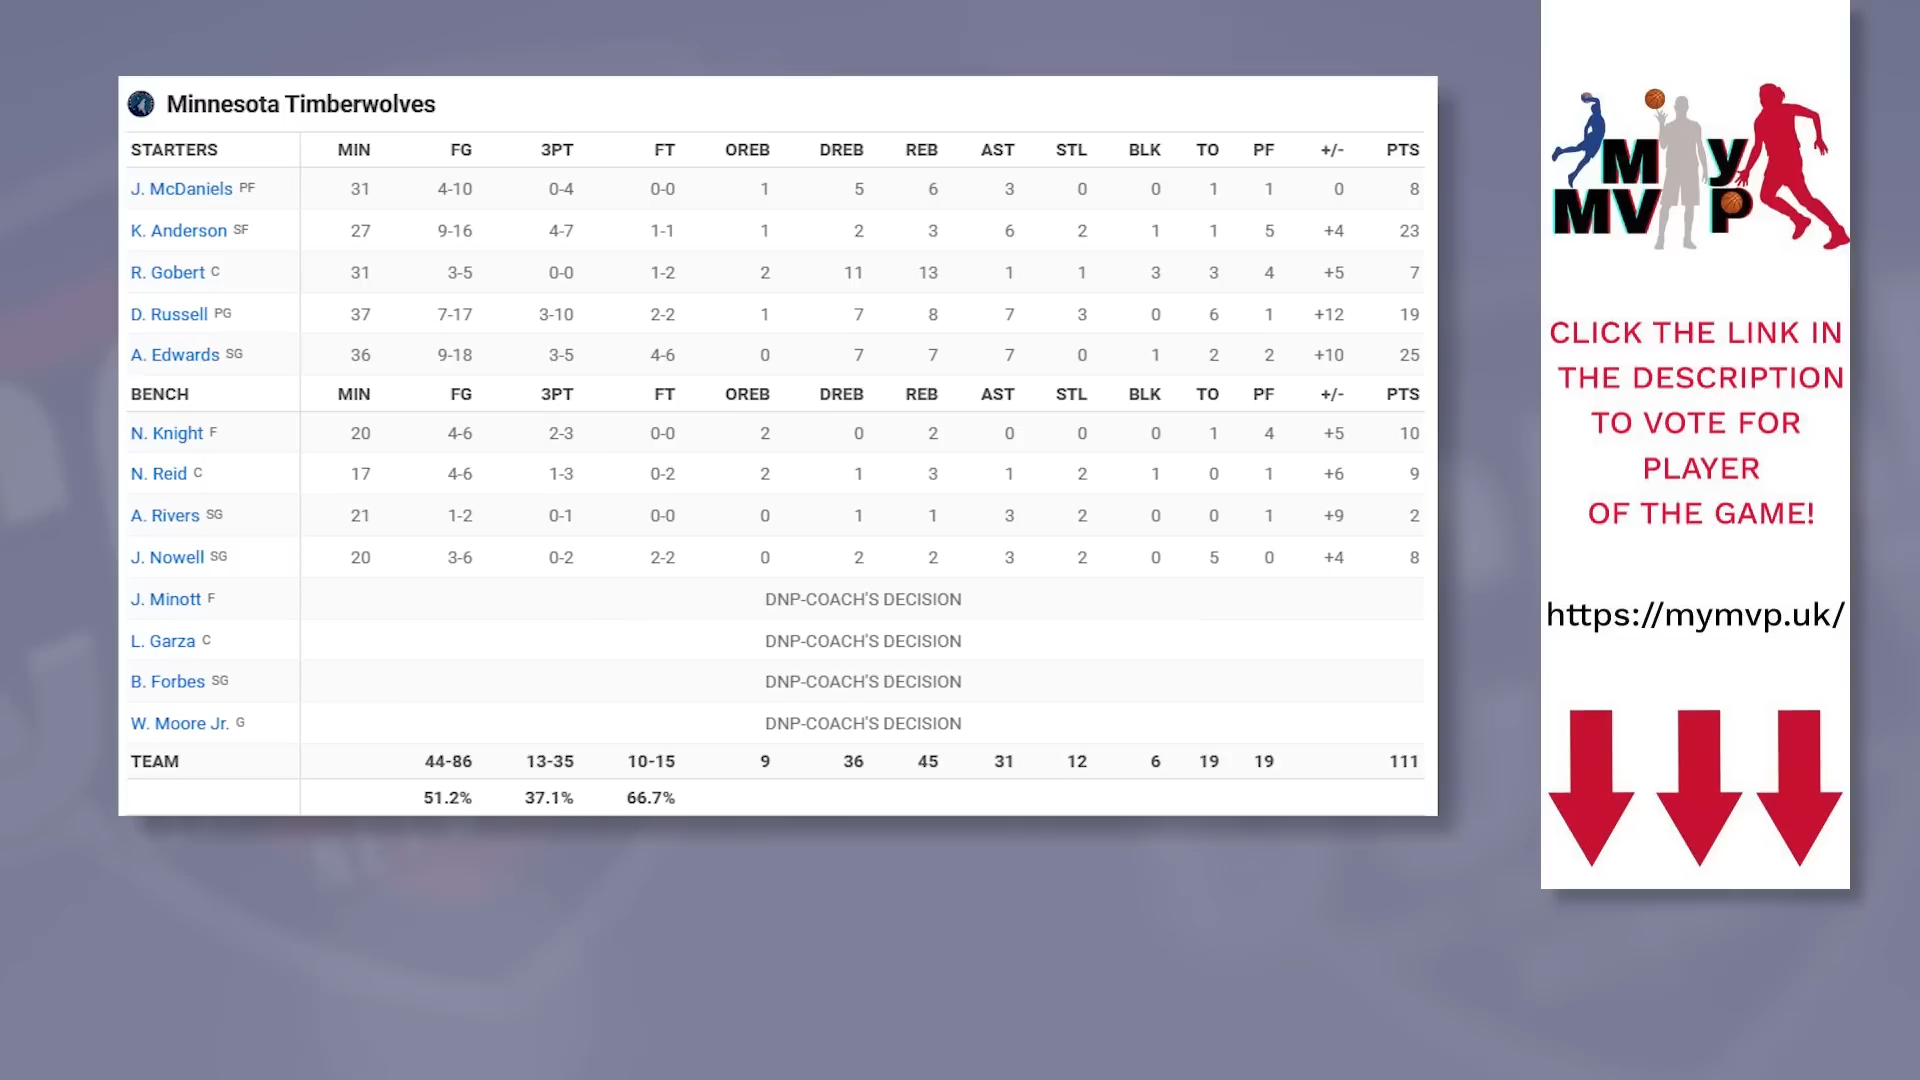 Minnesota Timberwolves
STARTERS MIN FG 3PT FT OREB DREB REB AST STL BLK TO PF +/- PTS
J. McDaniels PF 31 4-10 0-4 0-0 1 5 6 3 0 0 1 1 0 8
K. Anderson SF 27 9-16 4-7 1-1 1 2 3 6 2 1 1 5 +4 23
R. Gobert C 31 3-5 0-0 1-2 2 11 13 1 1 3 3 4 +5 7
D. Russell PG 37 7-17 3-10 2-2 1 7 8 7 3 0 6 1 +12 19
A. Edwards SG 36 9-18 3-5 4-6 0 7 7 7 0 1 2 2 +10 25
BENCH MIN FG 3PT FT OREB DREB REB AST STL BLK TO PF +/- PTS
N. Knight F 20 4-6 2-3 0-0 2 0 2 0 0 0 1 4 +5 10
N. Reid C 17 4-6 1-3 0-2 2 1 3 1 2 1 0 1 +6 9
A. Rivers SG 21 1-2 0-1 0-0 0 1 1 3 2 0 0 1 +9 2
J. Nowell SG 20 3-6 0-2 2-2 0 2 2 3 2 0 5 0 +4 8
J. Minott F DNP-COACH'S DECISION
L. Garza C DNP-COACH'S DECISION
B. Forbes SG DNP-COACH'S DECISION
W. Moore Jr. G DNP-COACH'S DECISION
TEAM 44-86 13-35 10-15 9 36 45 31 12 6 19 19 111
51.2% 37.1% 66.7%
My
MVP
CLICK THE LINK IN
THE DESCRIPTION
TO VOTE FOR
PLAYER
OF THE GAME!
https://mymvp.uk/